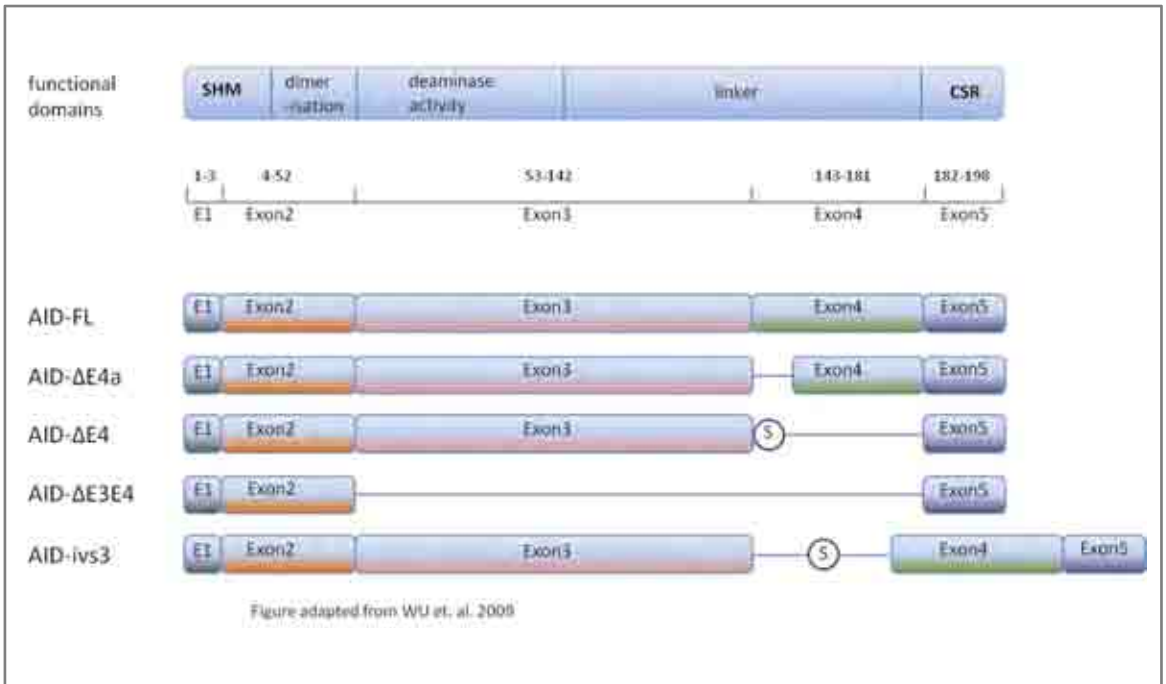 functional
domains
SHM
dimer
-isation
deaminase
activity
linker
CSR
1-3 4-52 53-142 143-181 182-198
E1 Exon2 Exon3 Exon4 Exon5
AID-FL E1 Exon2 Exon3 Exon4 Exon5
AID-ΔE4a E1 Exon2 Exon3 Exon4 Exon5
AID-ΔE4 E1 Exon2 Exon3 S Exon5
AID-ΔE3E4 E1 Exon2 Exon5
AID-ivs3 E1 Exon2 Exon3 S Exon4 Exon5
Figure adapted from WU et. al. 2009